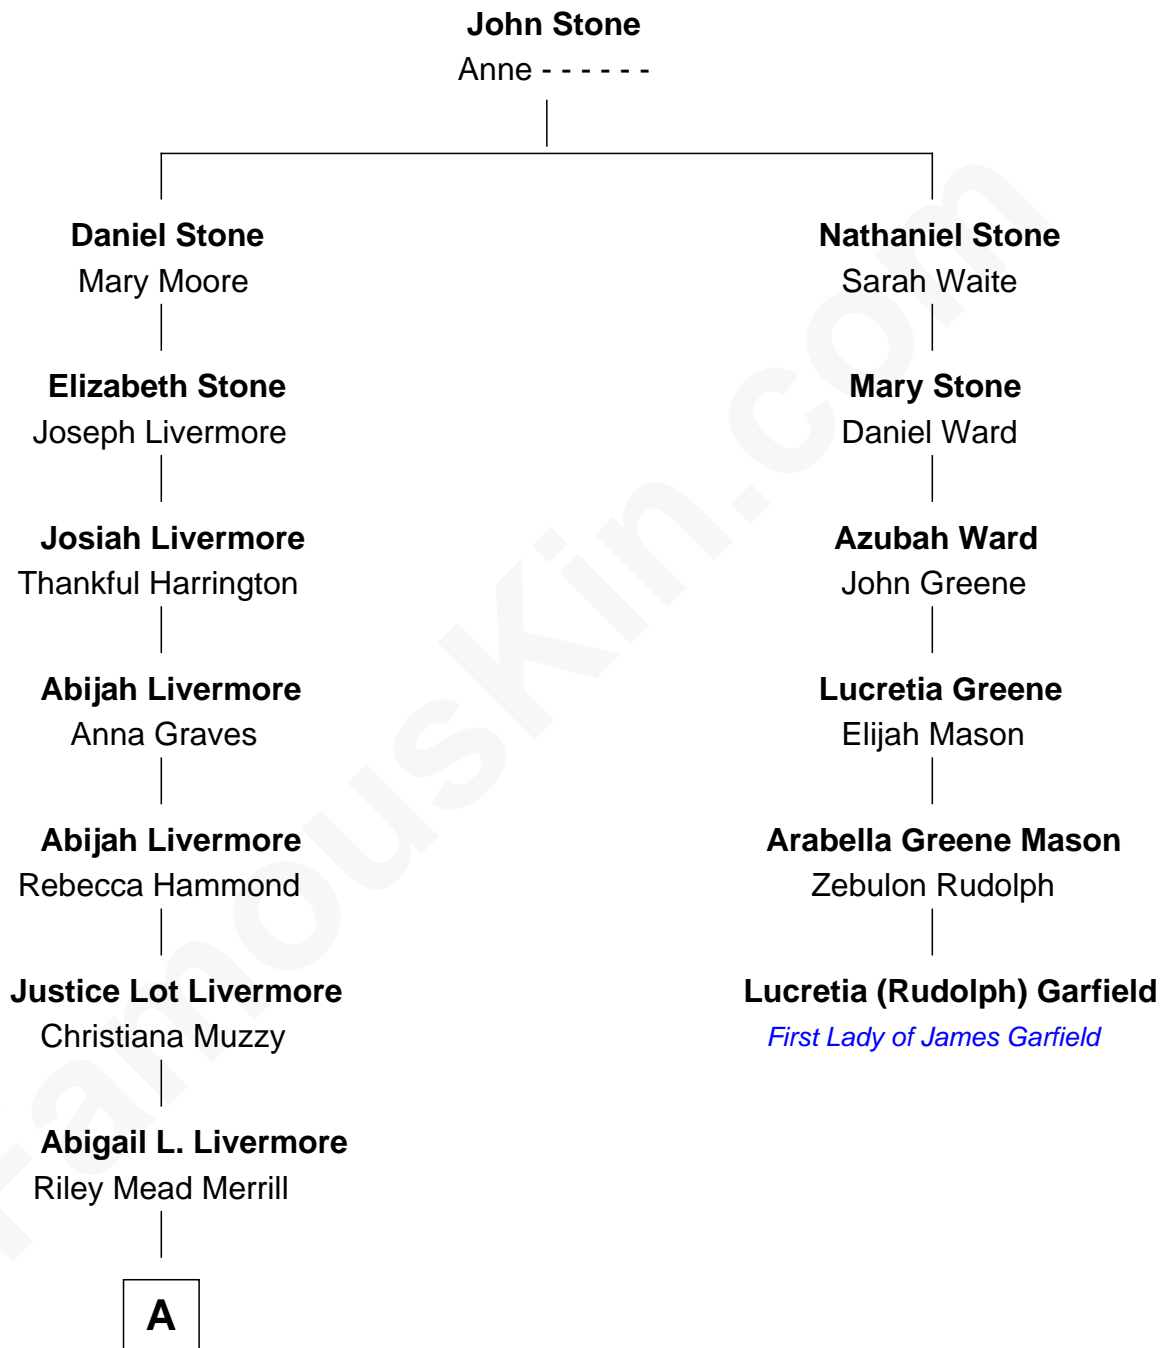 John Stone
Anne - - - - - -
Daniel Stone
Mary Moore
Nathaniel Stone
Sarah Waite
Elizabeth Stone
Joseph Livermore
Mary Stone
Daniel Ward
Josiah Livermore
Thankful Harrington
Azubah Ward
John Greene
Abijah Livermore
Anna Graves
Lucretia Greene
Elijah Mason
Abijah Livermore
Rebecca Hammond
Arabella Greene Mason
Zebulon Rudolph
Justice Lot Livermore
Christiana Muzzy
Lucretia (Rudolph) Garfield
First Lady of James Garfield
Abigail L. Livermore
Riley Mead Merrill
A
FamousKin.com